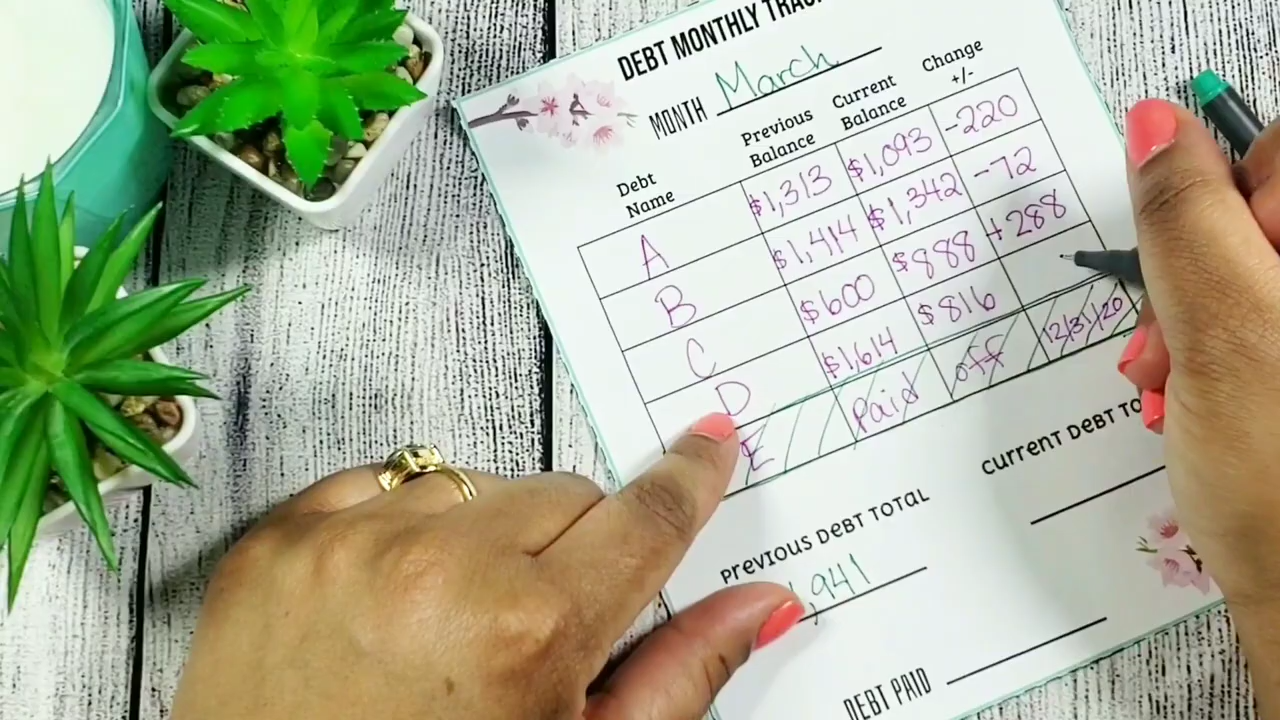 DEBT MONTHLY
MONTH March
Debt Name Previous Balance Current Balance Change +/-
A $1,313 $1,093 -220
B $1,414 $1,342 -72
C $600 $888 +288
D $1,614 $816
E Paid off 12/31/20
PREVIOUS DEBT TOTAL CURRENT DEBT
,941
DEBT PAID